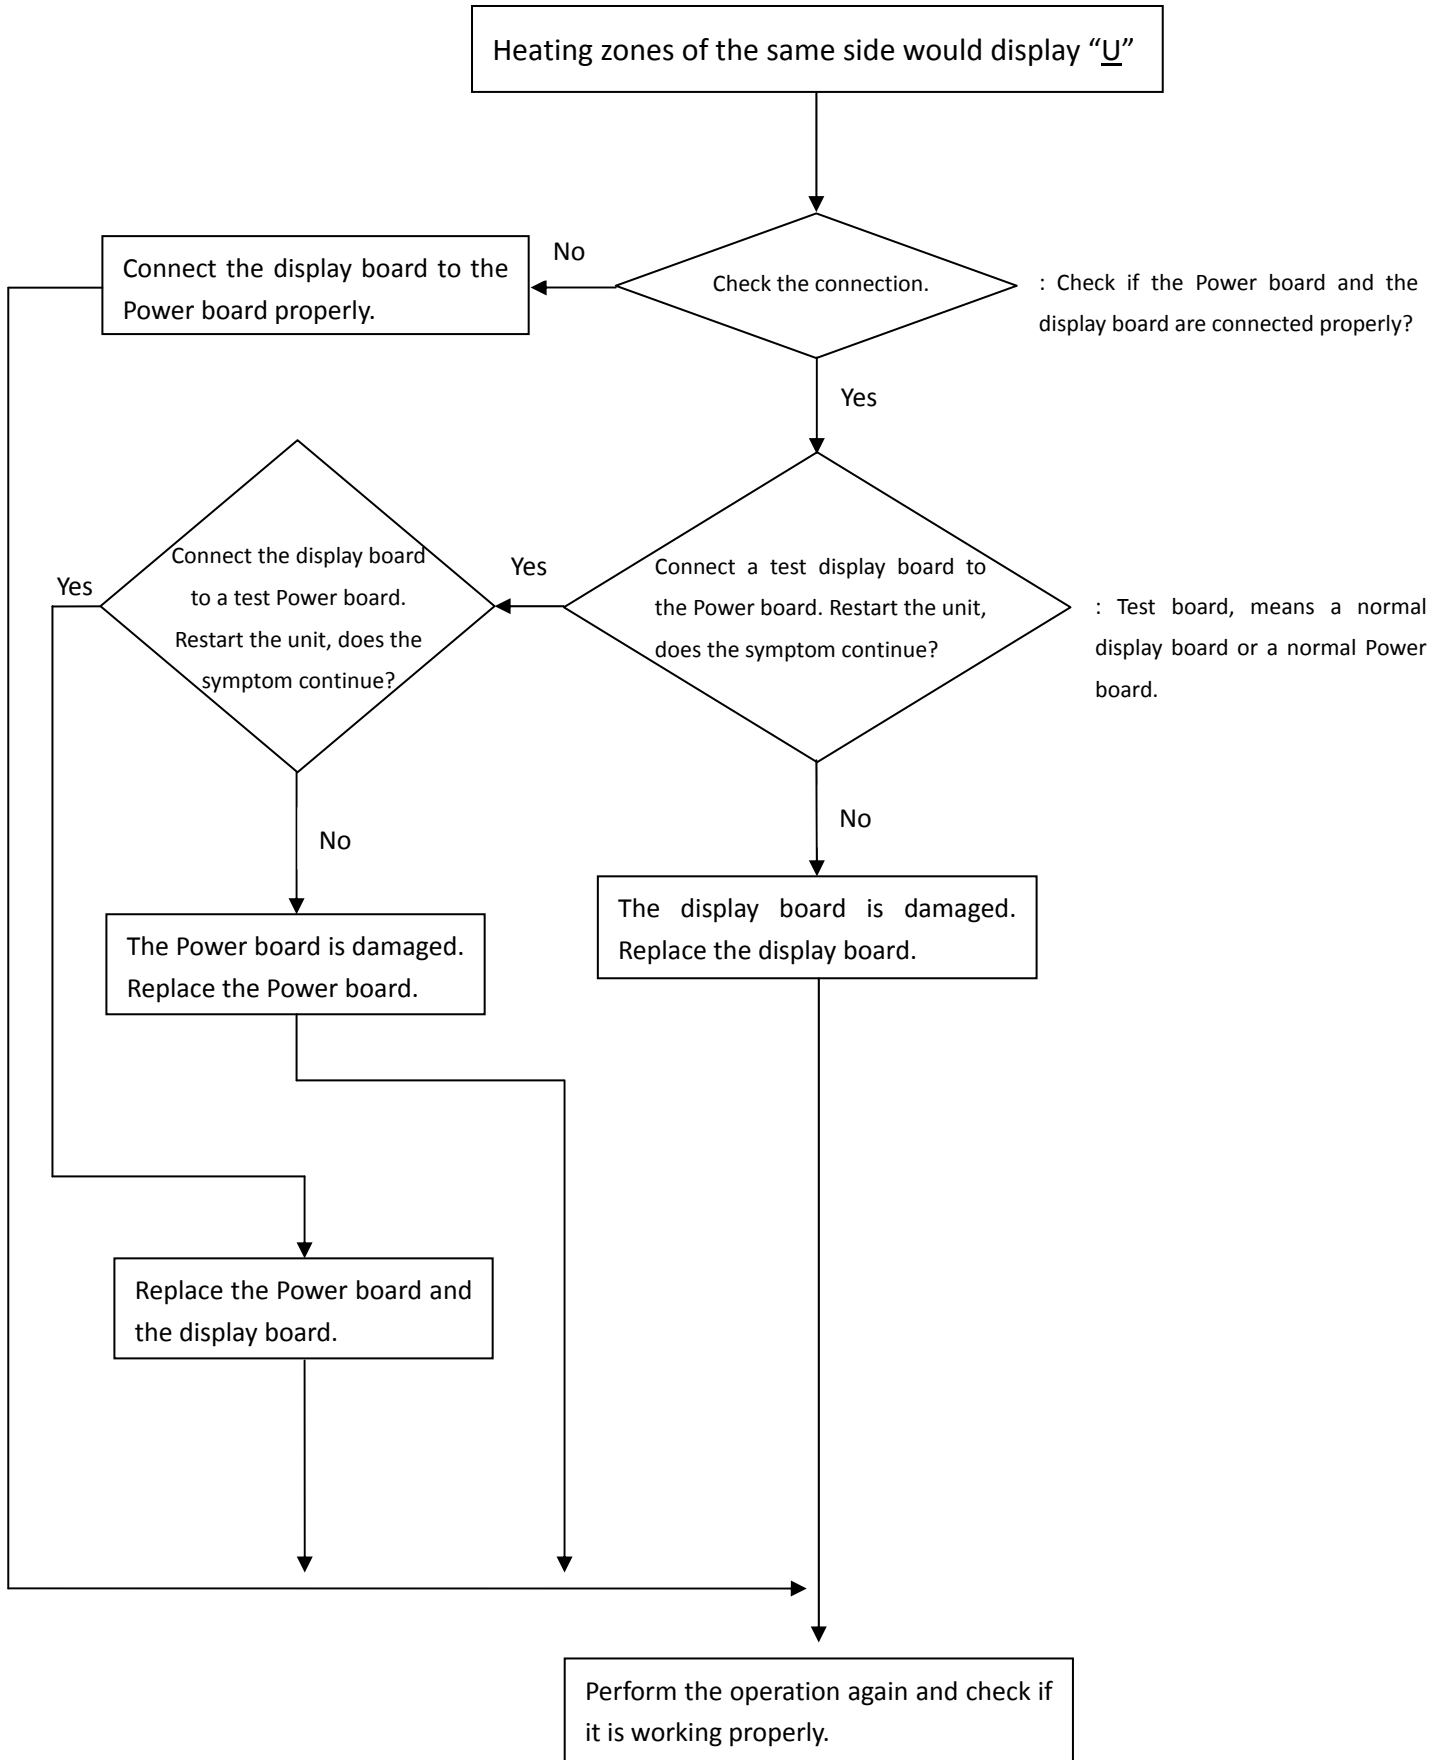 Heating zones of the same side would display “U”
No
Connect the display board to the
Power board properly.
Check the connection.
: Check if the Power board and the
display board are connected properly?
Yes
Connect the display board
to a test Power board.
Restart the unit, does the
symptom continue?
Yes
Yes
Connect a test display board to
the Power board. Restart the unit,
does the symptom continue?
: Test board, means a normal
display board or a normal Power
board.
No
No
The display board is damaged.
Replace the display board.
The Power board is damaged.
Replace the Power board.
Replace the Power board and
the display board.
Perform the operation again and check if
it is working properly.